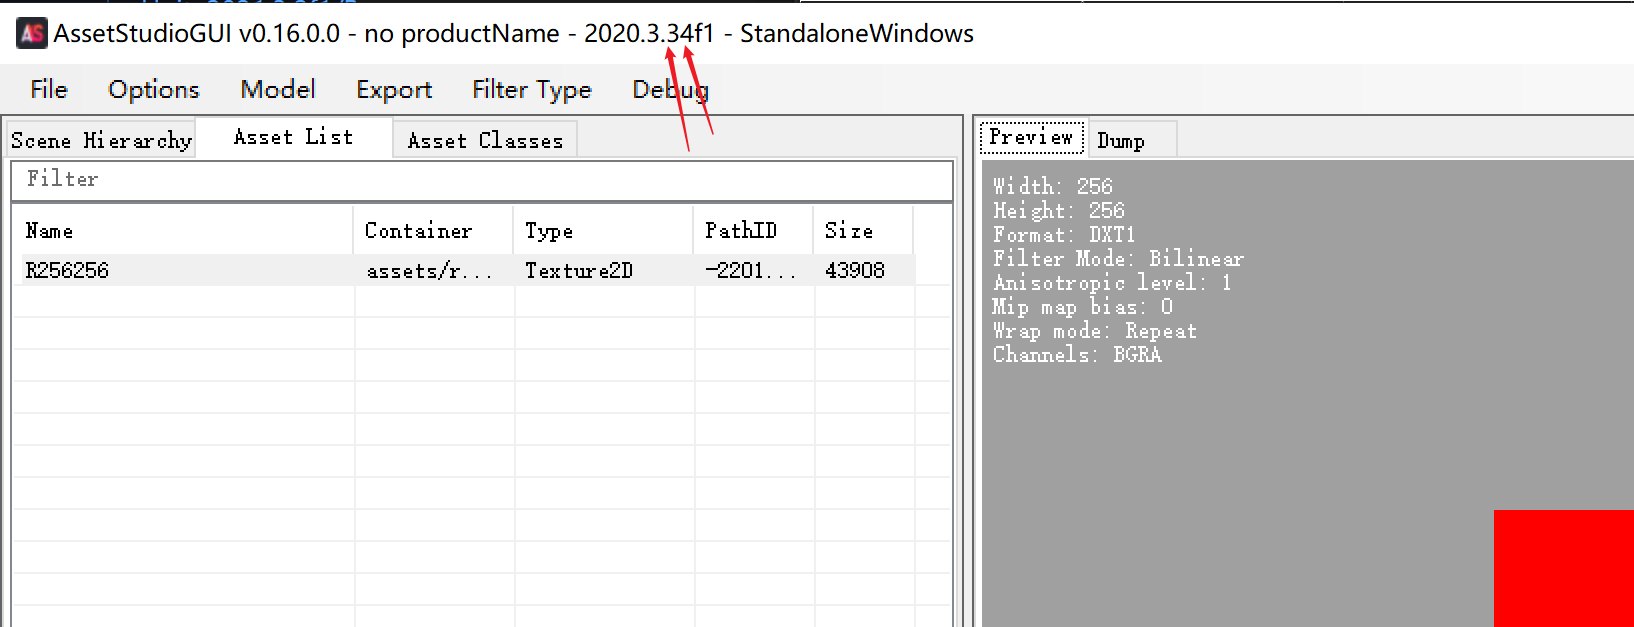 AS AssetStudioGUI v0.16.0.0 - no productName - 2020.3.34f1 - StandaloneWindows
File Options Model Export Filter Type Debug
Scene Hierarchy Asset List Asset Classes Preview Dump
Filter
Name Container Type PathID Size
R256256 assets/r... Texture2D -2201... 43908
Width: 256
Height: 256
Format: DXT1
Filter Mode: Bilinear
Anisotropic level: 1
Mip map bias: 0
Wrap mode: Repeat
Channels: BGRA